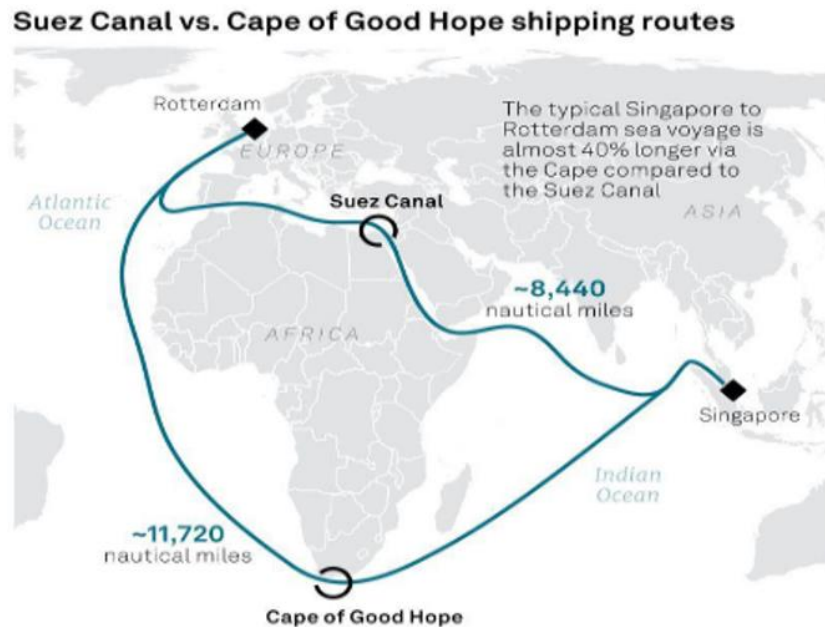 Suez Canal vs. Cape of Good Hope shipping routes
Rotterdam
EUROPE
The typical Singapore to
Rotterdam sea voyage is
almost 40% longer via
the Cape compared to
the Suez Canal
Atlantic
Ocean
Suez Canal
ASIA
~8,440
nautical miles
AFRICA
Singapore
Indian
Ocean
~11,720
nautical miles
Cape of Good Hope